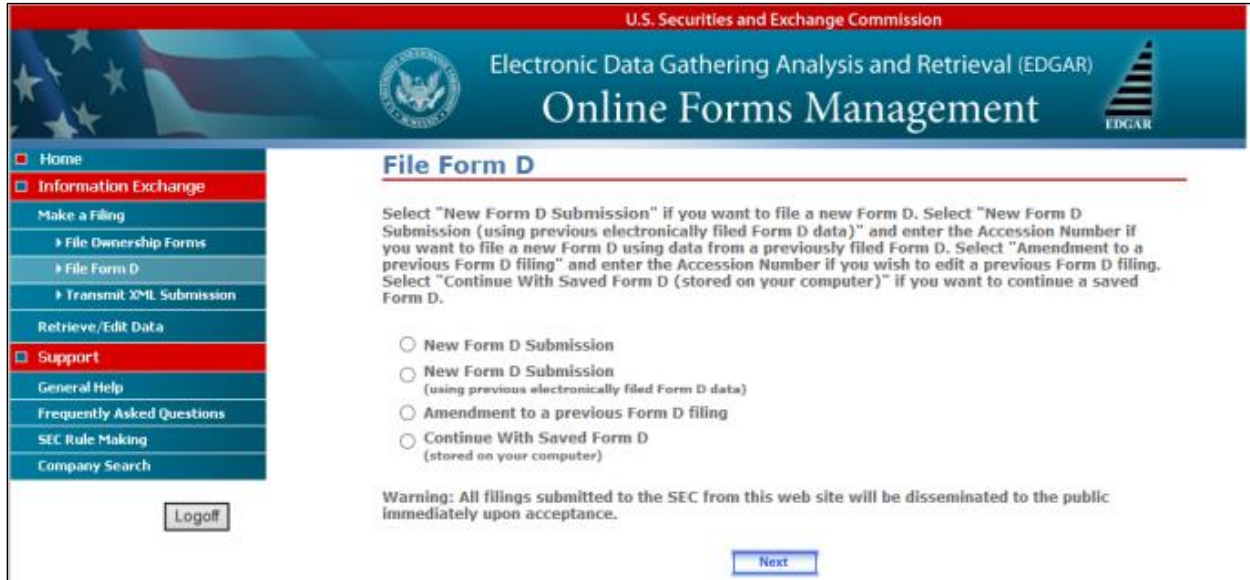 U.S. Securities and Exchange Commission
Electronic Data Gathering Analysis and Retrieval (EDGAR)
Online Forms Management
EDGAR
Home
Information Exchange
Make a Filing
File Ownership Forms
File Form D
Transmit XML Submission
Retrieve/Edit Data
Support
General Help
Frequently Asked Questions
SEC Rule Making
Company Search
Logoff
File Form D
Select "New Form D Submission" if you want to file a new Form D. Select "New Form D
Submission (using previous electronically filed Form D data)" and enter the Accession Number if
you want to file a new Form D using data from a previously filed Form D. Select "Amendment to a
previous Form D filing" and enter the Accession Number if you wish to edit a previous Form D filing.
Select "Continue With Saved Form D (stored on your computer)" if you want to continue a saved
Form D.
New Form D Submission
New Form D Submission
(using previous electronically filed Form D data)
Amendment to a previous Form D filing
Continue With Saved Form D
(stored on your computer)
Warning: All filings submitted to the SEC from this web site will be disseminated to the public
immediately upon acceptance.
Next